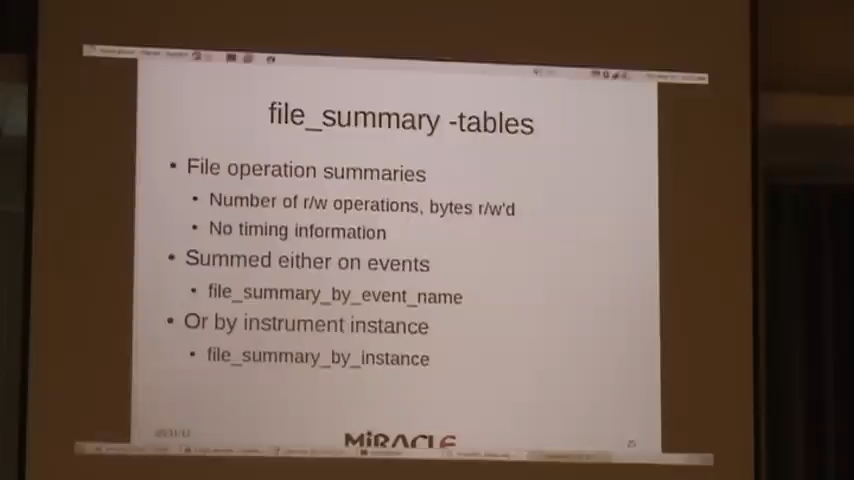 file_summary -tables
• File operation summaries
• Number of r/w operations, bytes r/w'd
• No timing information
• Summed either on events
• file_summary_by_event_name
• Or by instrument instance
• file_summary_by_instance
MiRACLE
25